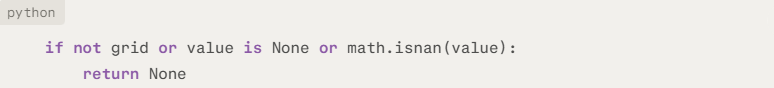 python
if not grid or value is None or math.isnan(value):
    return None